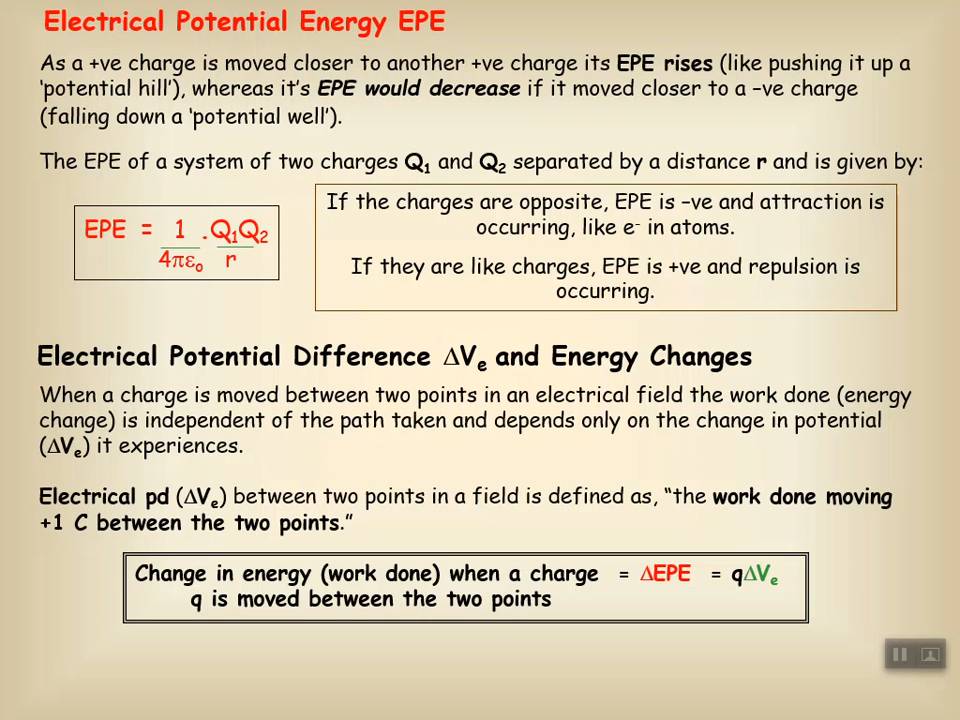 Electrical Potential Energy EPE
As a +ve charge is moved closer to another +ve charge its EPE rises (like pushing it up a
‘potential hill’), whereas it’s EPE would decrease if it moved closer to a –ve charge
(falling down a ‘potential well’).
The EPE of a system of two charges Q₁ and Q₂ separated by a distance r and is given by:
EPE = 1 .Q₁Q₂
4πε₀ r
If the charges are opposite, EPE is –ve and attraction is
occurring, like e⁻ in atoms.
If they are like charges, EPE is +ve and repulsion is
occurring.
Electrical Potential Difference ΔVₑ and Energy Changes
When a charge is moved between two points in an electrical field the work done (energy
change) is independent of the path taken and depends only on the change in potential
(ΔVₑ) it experiences.
Electrical pd (ΔVₑ) between two points in a field is defined as, “the work done moving
+1 C between the two points.”
Change in energy (work done) when a charge = ΔEPE = qΔVₑ
q is moved between the two points